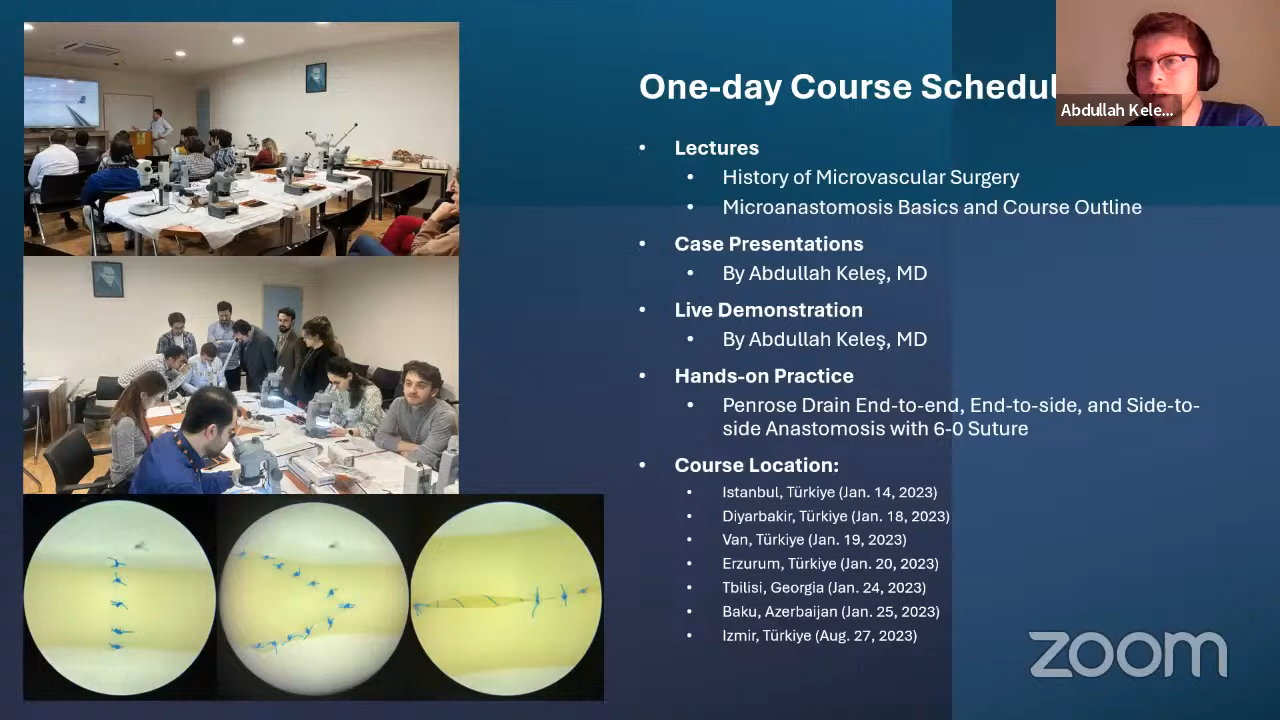 One-day Course Schedul
Abdullah Kele...
• Lectures
• History of Microvascular Surgery
• Microanastomosis Basics and Course Outline
• Case Presentations
• By Abdullah Keleş, MD
• Live Demonstration
• By Abdullah Keleş, MD
• Hands-on Practice
• Penrose Drain End-to-end, End-to-side, and Side-to-
side Anastomosis with 6-0 Suture
• Course Location:
• Istanbul, Türkiye (Jan. 14, 2023)
• Diyarbakir, Türkiye (Jan. 18, 2023)
• Van, Türkiye (Jan. 19, 2023)
• Erzurum, Türkiye (Jan. 20, 2023)
• Tbilisi, Georgia (Jan. 24, 2023)
• Baku, Azerbaijan (Jan. 25, 2023)
• Izmir, Türkiye (Aug. 27, 2023)
zoom